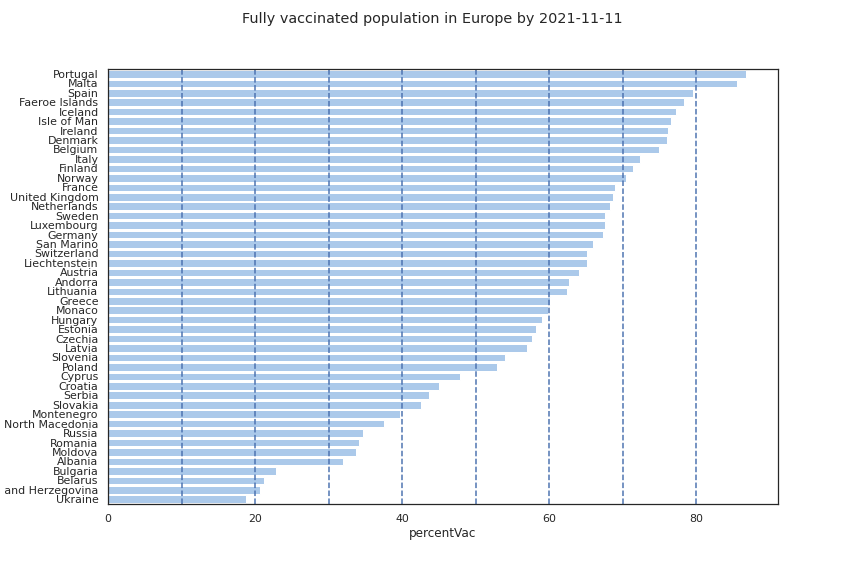 Fully vaccinated population in Europe by 2021-11-11
Portugal
Malta
Spain
Faeroe Islands
Iceland
Isle of Man
Ireland
Denmark
Belgium
Italy
Finland
Norway
France
United Kingdom
Netherlands
Sweden
Luxembourg
Germany
San Marino
Switzerland
Liechtenstein
Austria
Andorra
Lithuania
Greece
Monaco
Hungary
Estonia
Czechia
Latvia
Slovenia
Poland
Cyprus
Croatia
Serbia
Slovakia
Montenegro
North Macedonia
Russia
Romania
Moldova
Albania
Bulgaria
Belarus
and Herzegovina
Ukraine
0 20 40 60 80
percentVac